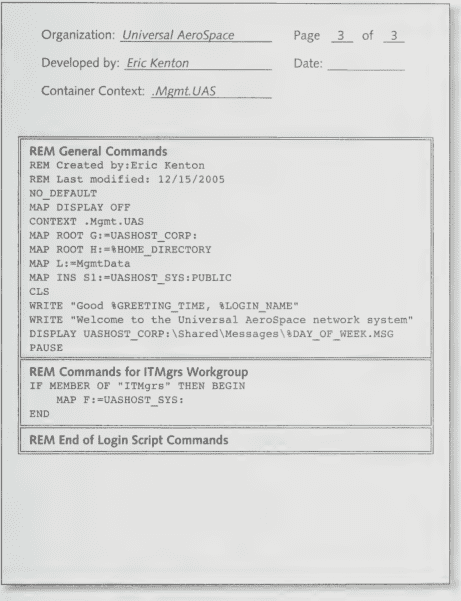 Organization: Universal AeroSpace Page 3 of 3
Developed by: Eric Kenton Date:
Container Context: .Mgmt.UAS
REM General Commands
REM Created by:Eric Kenton
REM Last modified: 12/15/2005
NO_DEFAULT
MAP DISPLAY OFF
CONTEXT .Mgmt.UAS
MAP ROOT G:=UASHOST_CORP:
MAP ROOT H:=%HOME_DIRECTORY
MAP L:=MgmtData
MAP INS S1:=UASHOST_SYS:PUBLIC
CLS
WRITE "Good %GREETING_TIME, %LOGIN_NAME"
WRITE "Welcome to the Universal AeroSpace network system"
DISPLAY UASHOST_CORP:\Shared\Messages\%DAY_OF_WEEK.MSG
PAUSE
REM Commands for ITMgrs Workgroup
IF MEMBER OF "ITMgrs" THEN BEGIN
MAP F:=UASHOST_SYS:
END
REM End of Login Script Commands